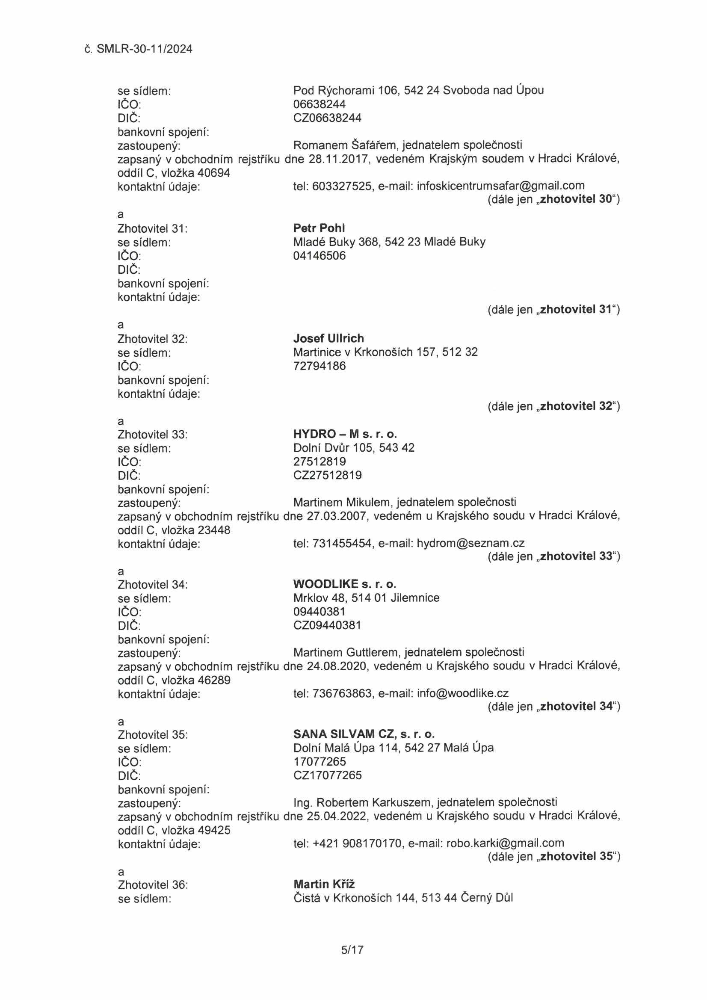 č. SMLR-30-11/2024
se sídlem: Pod Rýchorami 106, 542 24 Svoboda nad Úpou
IČO: 06638244
DIČ: CZ06638244
bankovní spojení:
zastoupený: Romanem Šafářem, jednatelem společnosti
zapsaný v obchodním rejstříku dne 28.11.2017, vedeném Krajským soudem v Hradci Králové,
oddíl C, vložka 40694
kontaktní údaje: tel: 603327525, e-mail: infoskicentrumsafar@gmail.com
(dále jen „zhotovitel 30“)
a
Zhotovitel 31: Petr Pohl
se sídlem: Mladé Buky 368, 542 23 Mladé Buky
IČO: 04146506
DIČ:
bankovní spojení:
kontaktní údaje:
(dále jen „zhotovitel 31“)
a
Zhotovitel 32: Josef Ullrich
se sídlem: Martinice v Krkonoších 157, 512 32
IČO: 72794186
bankovní spojení:
kontaktní údaje:
(dále jen „zhotovitel 32“)
a
Zhotovitel 33: HYDRO – M s. r. o.
se sídlem: Dolní Dvůr 105, 543 42
IČO: 27512819
DIČ: CZ27512819
bankovní spojení:
zastoupený: Martinem Mikulem, jednatelem společnosti
zapsaný v obchodním rejstříku dne 27.03.2007, vedeném u Krajského soudu v Hradci Králové,
oddíl C, vložka 23448
kontaktní údaje: tel: 731455454, e-mail: hydrom@seznam.cz
(dále jen „zhotovitel 33“)
a
Zhotovitel 34: WOODLIKE s. r. o.
se sídlem: Mrklov 48, 514 01 Jilemnice
IČO: 09440381
DIČ: CZ09440381
bankovní spojení:
zastoupený: Martinem Guttlerem, jednatelem společnosti
zapsaný v obchodním rejstříku dne 24.08.2020, vedeném u Krajského soudu v Hradci Králové,
oddíl C, vložka 46289
kontaktní údaje: tel: 736763863, e-mail: info@woodlike.cz
(dále jen „zhotovitel 34“)
a
Zhotovitel 35: SANA SILVAM CZ, s. r. o.
se sídlem: Dolní Malá Úpa 114, 542 27 Malá Úpa
IČO: 17077265
DIČ: CZ17077265
bankovní spojení:
zastoupený: Ing. Robertem Karkuszem, jednatelem společnosti
zapsaný v obchodním rejstříku dne 25.04.2022, vedeném u Krajského soudu v Hradci Králové,
oddíl C, vložka 49425
kontaktní údaje: tel: +421 908170170, e-mail: robo.karki@gmail.com
(dále jen „zhotovitel 35“)
a
Zhotovitel 36: Martin Kříž
se sídlem: Čistá v Krkonoších 144, 513 44 Černý Důl
5/17